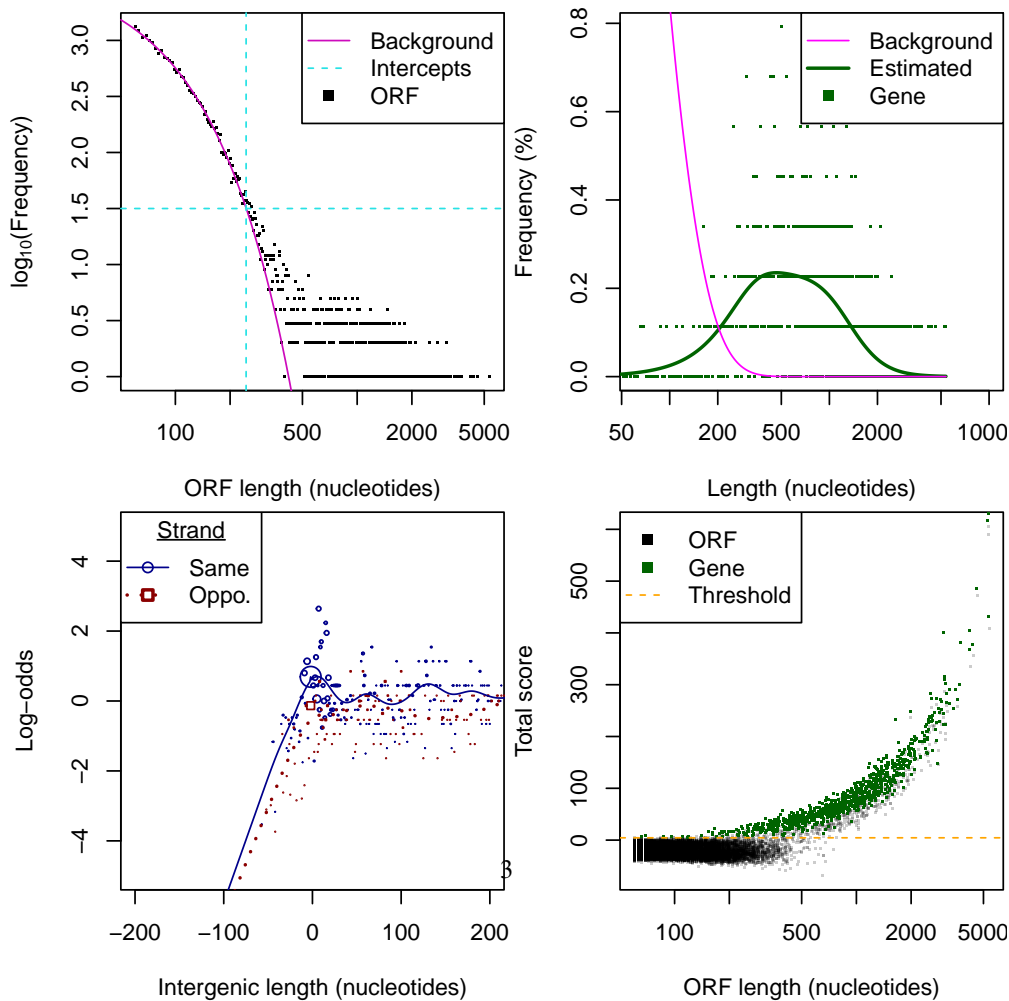 log10(Frequency)
0.0 0.5 1.0 1.5 2.0 2.5 3.0
Background
Intercepts
ORF
100 500 2000 5000
ORF length (nucleotides)
Frequency (%)
0.0 0.2 0.4 0.6 0.8
Background
Estimated
Gene
50 200 500 2000 1000
Length (nucleotides)
Log−odds
−4 −2 0 2 4
Strand
Same
Oppo.
3
−200 −100 0 100 200
Intergenic length (nucleotides)
Total score
0 100 300 500
ORF
Gene
Threshold
100 500 2000 5000
ORF length (nucleotides)